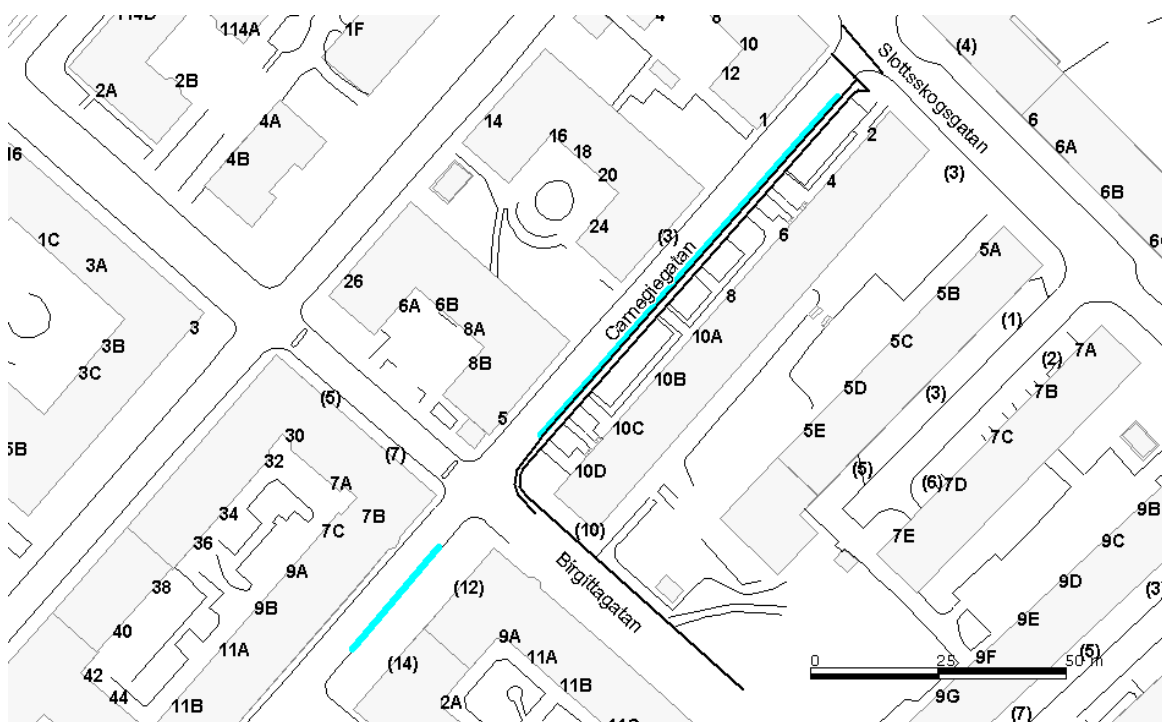 114D
114A
1F
4
8
10
12
2A
2B
4A
4B
14
16
18
20
24
1
2
4
6
8
10A
10B
10C
10D
(3)
Carnegiegatan
Slottsskogsgatan
(4)
6
6A
6B
(3)
16
1C
3A
3
3B
3C
5B
26
6A
6B
8A
8B
5
(5)
(7)
30
32
34
36
38
40
42
44
7A
7B
7C
9A
9B
11A
11B
(10)
Birgittagatan
(12)
(14)
9A
11A
11B
2A
5A
5B
5C
5D
5E
(1)
(2)
(3)
(5)
(6)
7A
7B
7C
7D
7E
9B
9C
9D
9E
9F
9G
(5)
(7)
0 25 50 m